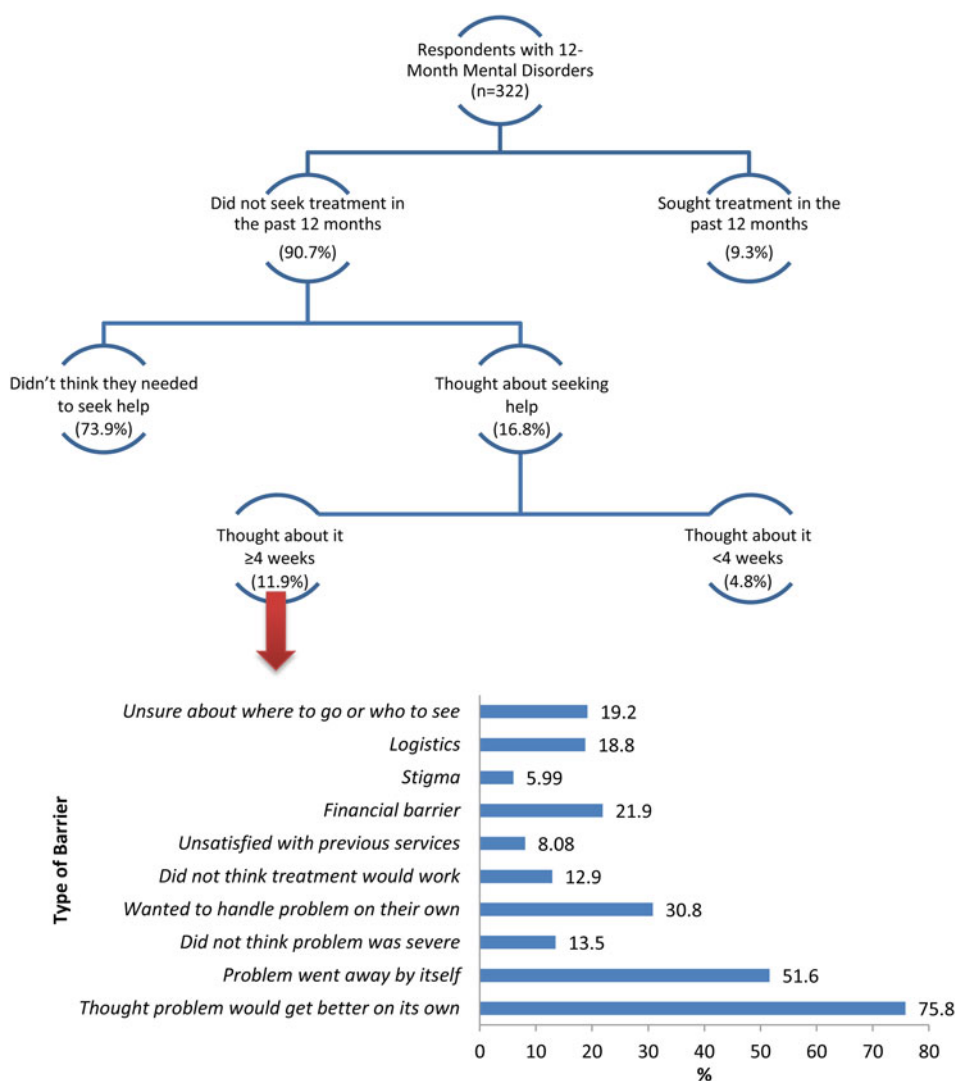 Respondents with 12-
Month Mental Disorders
(n=322)
Did not seek treatment in
the past 12 months
(90.7%)
Sought treatment in the
past 12 months
(9.3%)
Didn’t think they needed
to seek help
(73.9%)
Thought about seeking
help
(16.8%)
Thought about it
≥4 weeks
(11.9%)
Thought about it
<4 weeks
(4.8%)
Type of Barrier
Unsure about where to go or who to see 19.2
Logistics 18.8
Stigma 5.99
Financial barrier 21.9
Unsatisfied with previous services 8.08
Did not think treatment would work 12.9
Wanted to handle problem on their own 30.8
Did not think problem was severe 13.5
Problem went away by itself 51.6
Thought problem would get better on its own 75.8
0 10 20 30 40 50 60 70 80
%